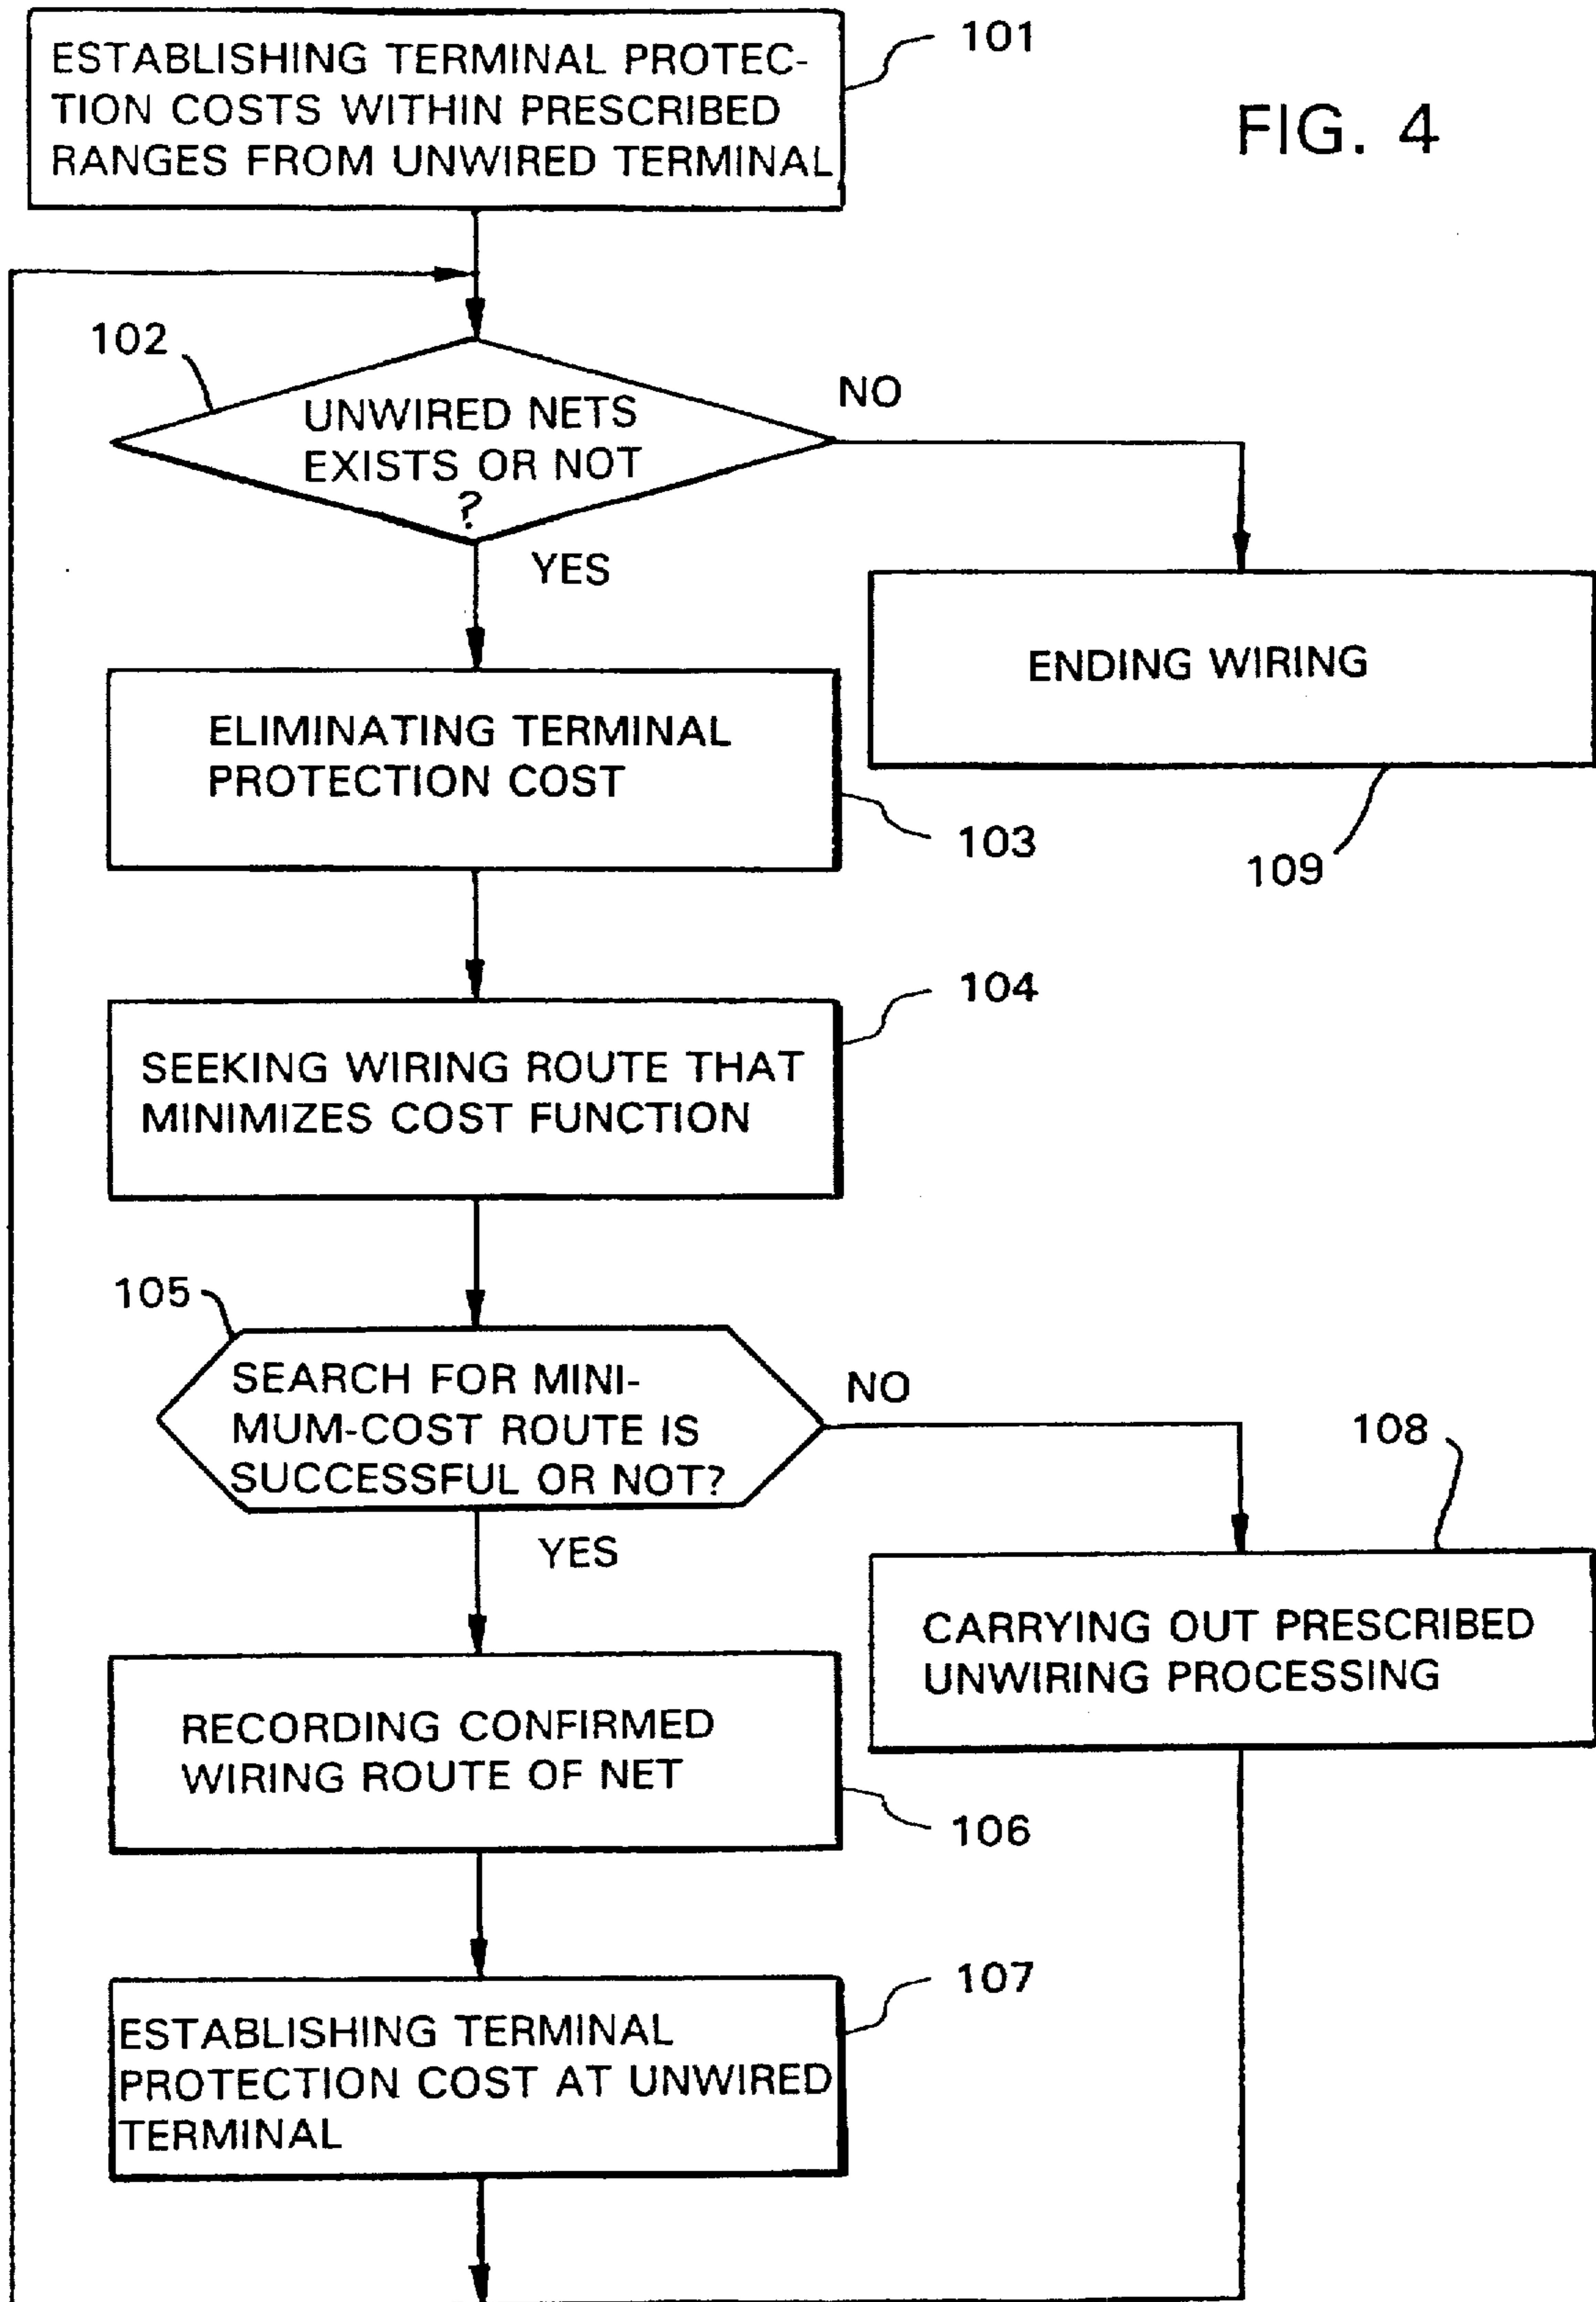 ESTABLISHING TERMINAL PROTEC-
TION COSTS WITHIN PRESCRIBED
RANGES FROM UNWIRED TERMINAL
101
FIG. 4
102
UNWIRED NETS
EXISTS OR NOT
?
NO
YES
ENDING WIRING
109
ELIMINATING TERMINAL
PROTECTION COST
103
104
SEEKING WIRING ROUTE THAT
MINIMIZES COST FUNCTION
105
SEARCH FOR MINI-
MUM-COST ROUTE IS
SUCCESSFUL OR NOT?
NO
YES
108
CARRYING OUT PRESCRIBED
UNWIRING PROCESSING
RECORDING CONFIRMED
WIRING ROUTE OF NET
106
107
ESTABLISHING TERMINAL
PROTECTION COST AT UNWIRED
TERMINAL